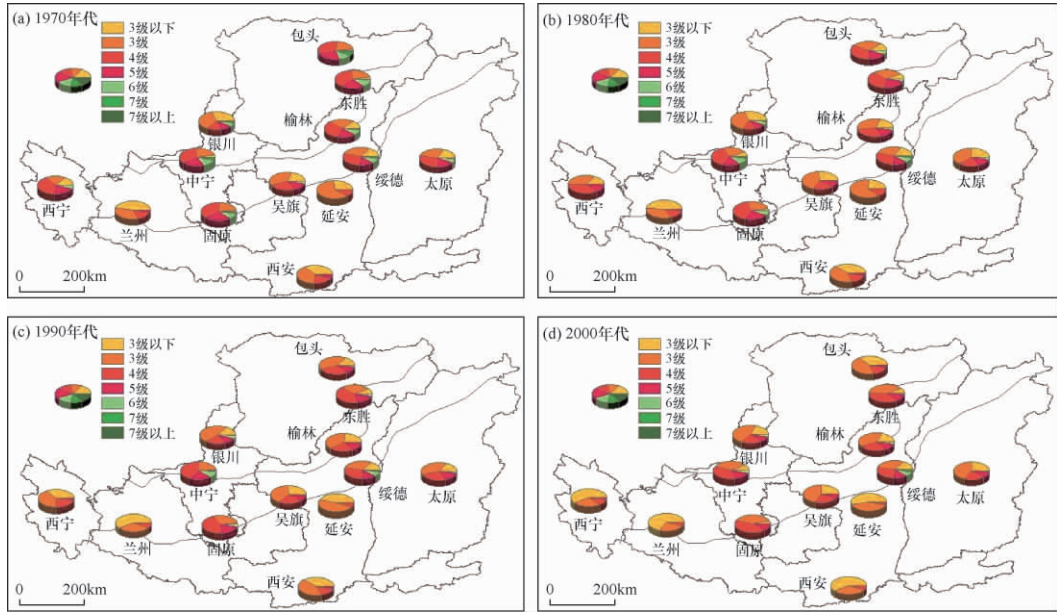 (a) 1970年代
3级以下
3级
4级
5级
6级
7级
7级以上
包头
东胜
榆林
银川
中宁
绥德
太原
西宁
吴旗
延安
兰州
固原
西安
0 200km
(b) 1980年代
3级以下
3级
4级
5级
6级
7级
7级以上
包头
东胜
榆林
银川
中宁
绥德
太原
西宁
吴旗
延安
兰州
固原
西安
0 200km
(c) 1990年代
3级以下
3级
4级
5级
6级
7级
7级以上
包头
东胜
榆林
银川
中宁
绥德
太原
西宁
吴旗
延安
兰州
固原
西安
0 200km
(d) 2000年代
3级以下
3级
4级
5级
6级
7级
7级以上
包头
东胜
榆林
银川
中宁
绥德
太原
西宁
吴旗
延安
兰州
固原
西安
0 200km